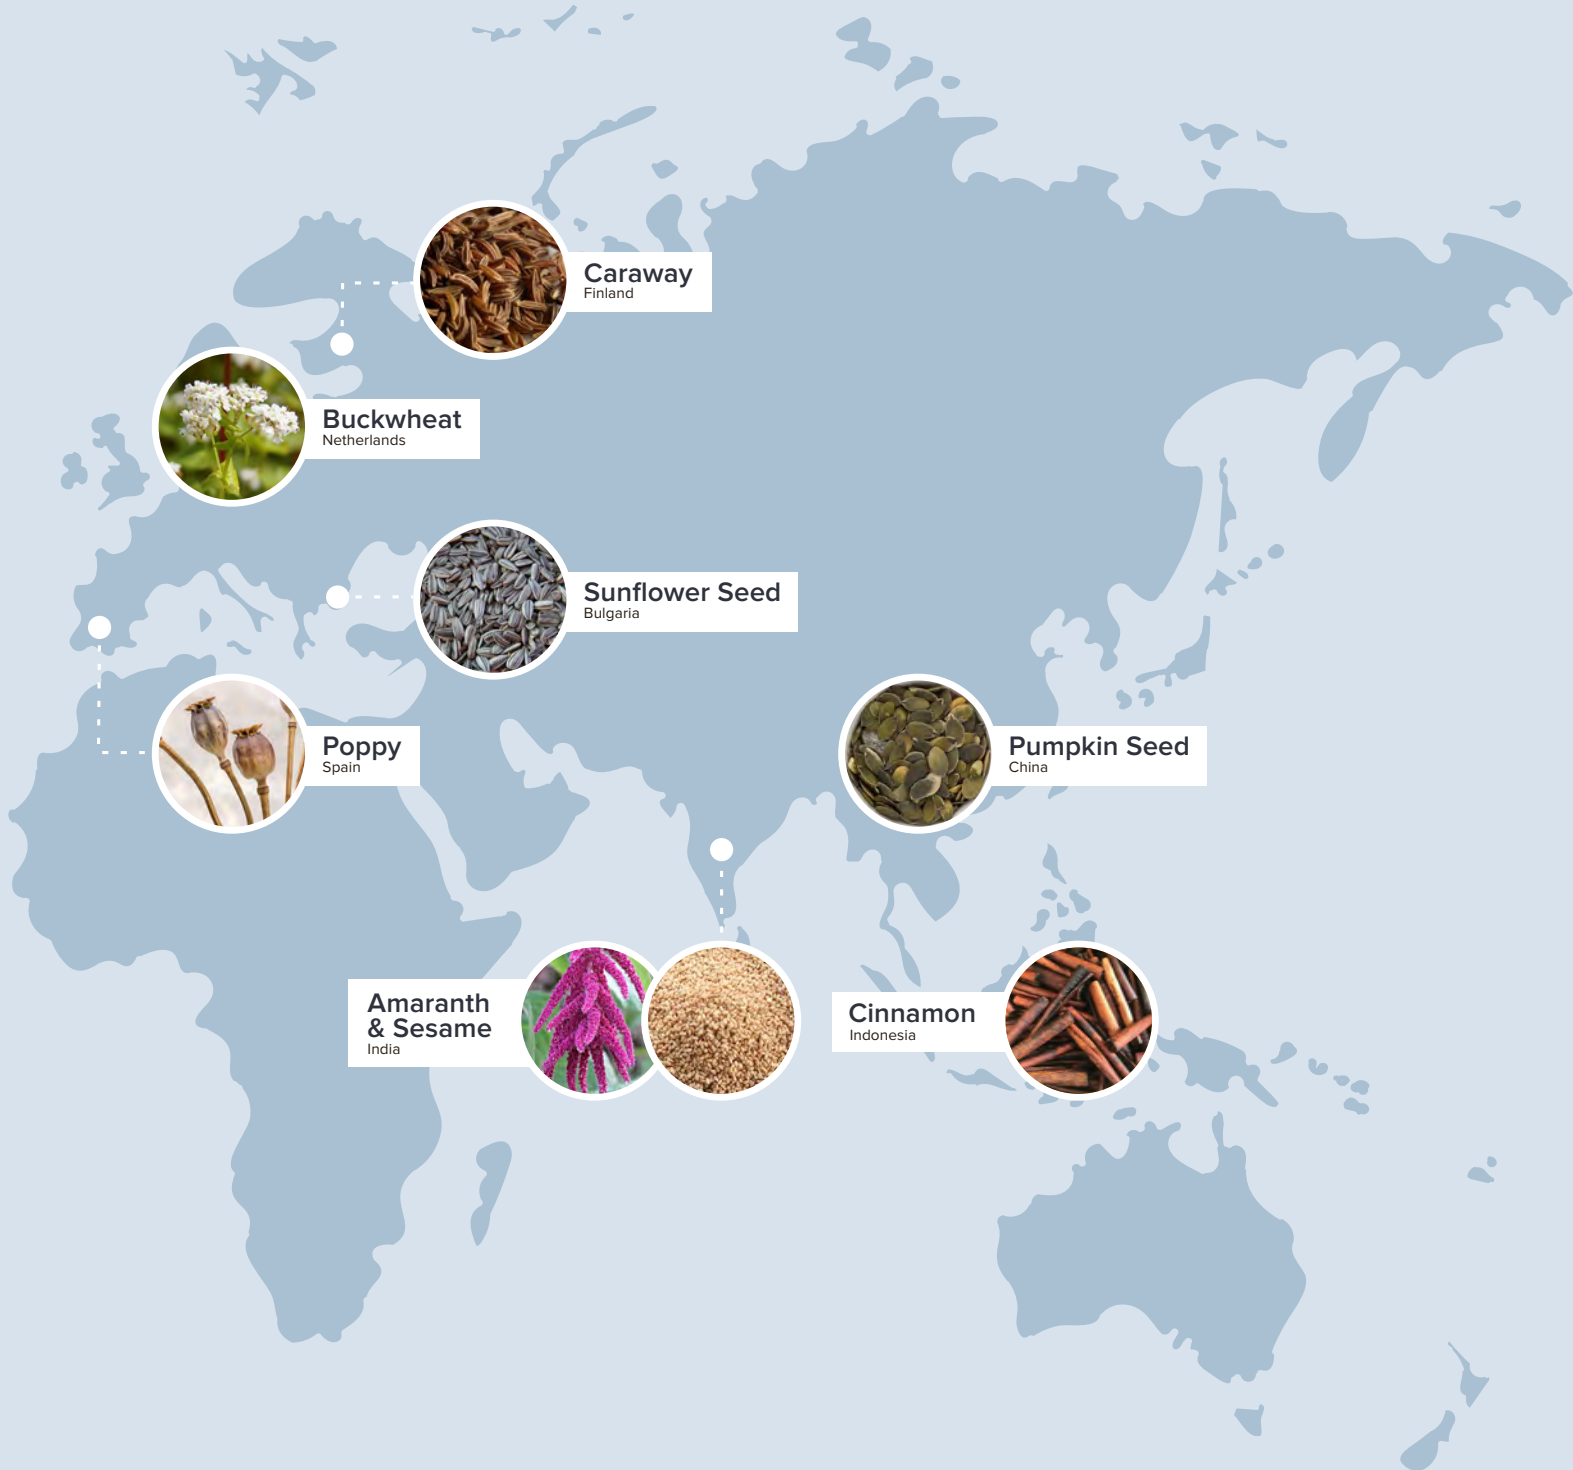 Caraway
Finland
Buckwheat
Netherlands
Sunflower Seed
Bulgaria
Poppy
Spain
Pumpkin Seed
China
Amaranth
& Sesame
India
Cinnamon
Indonesia